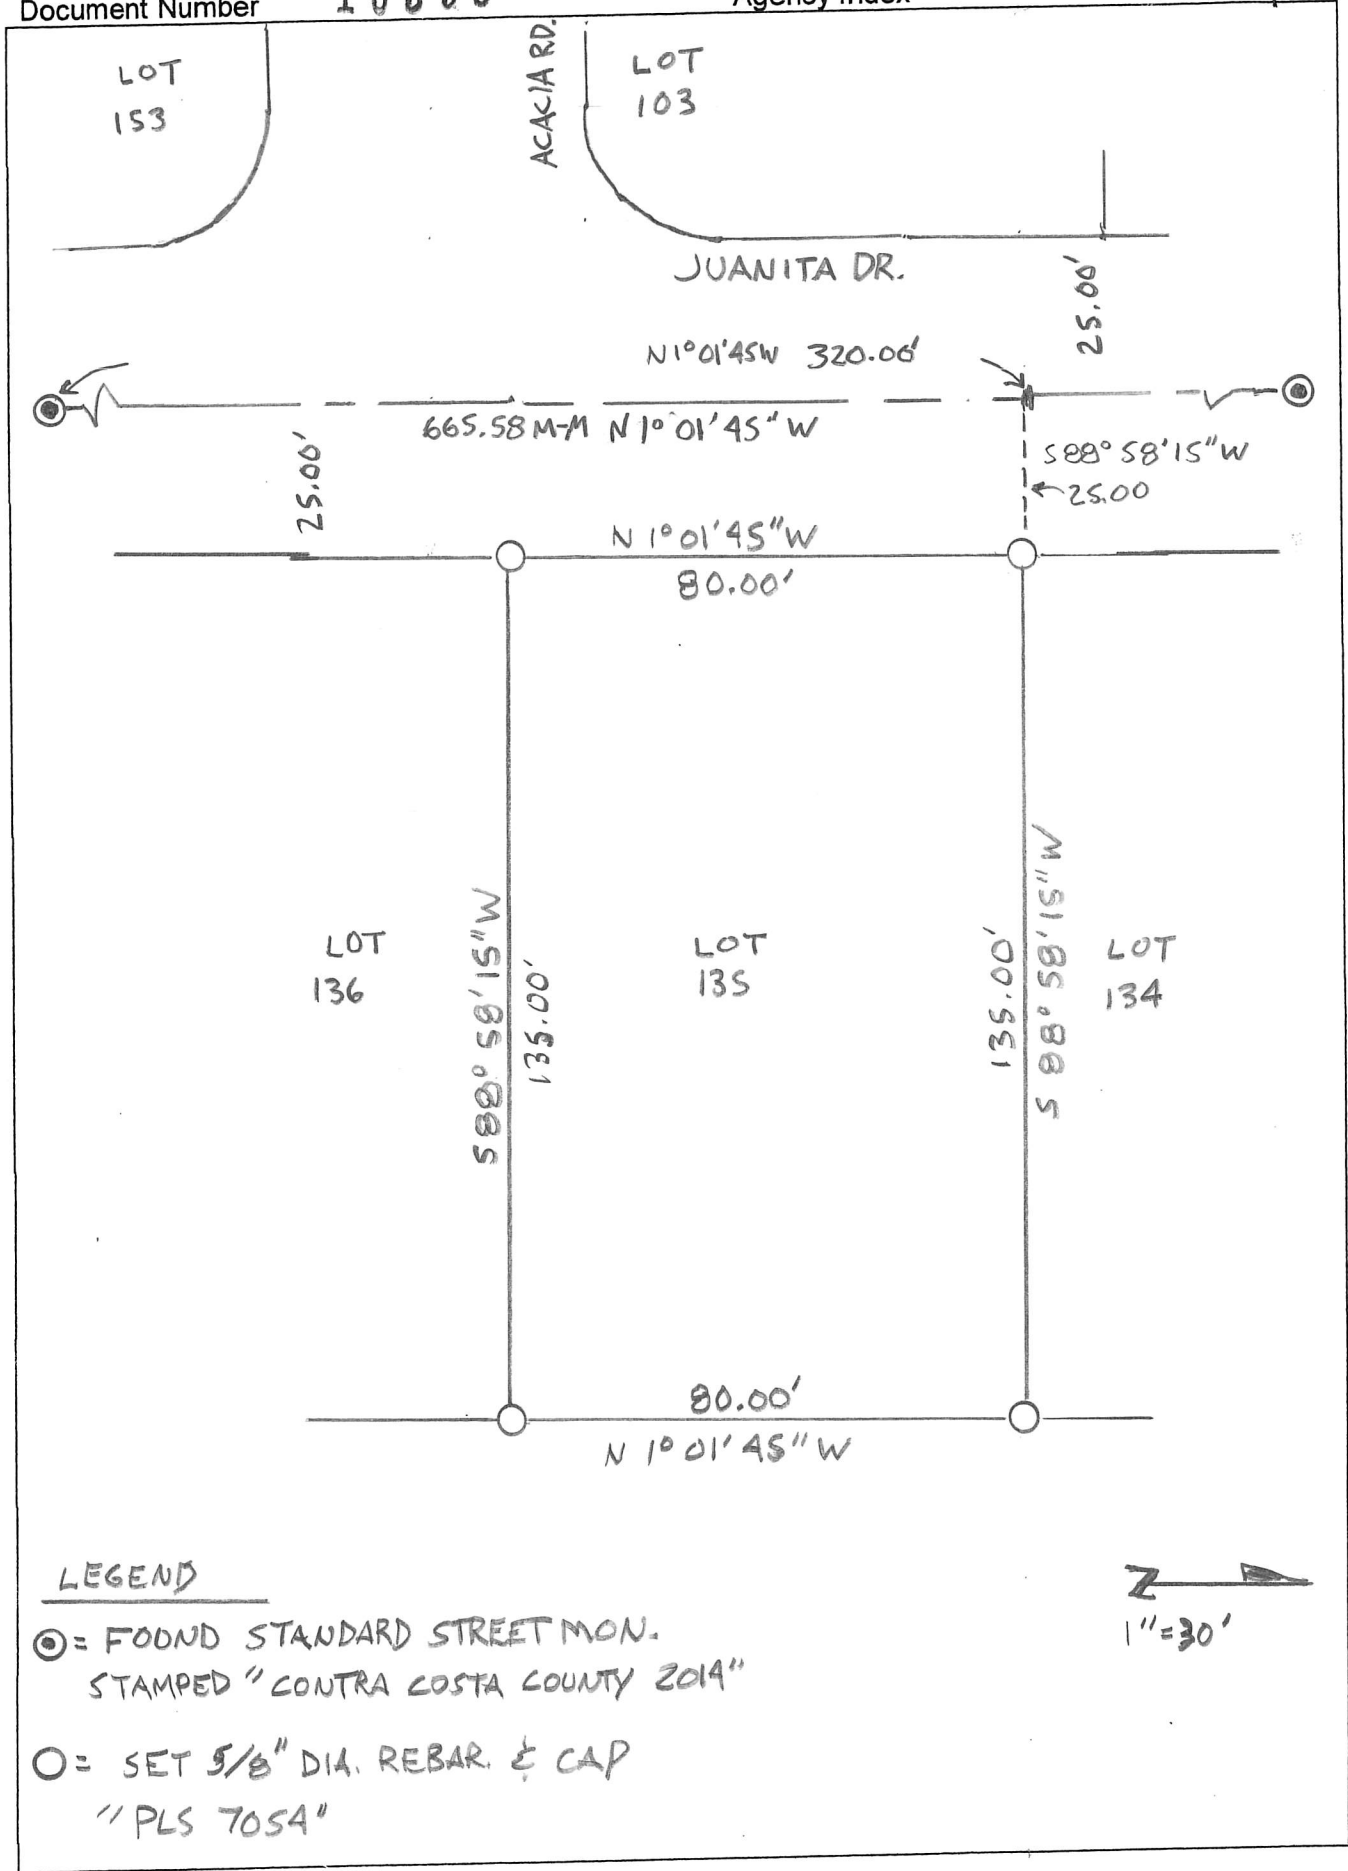 Document Number
LOT
153
ACACIA RD.
LOT
103
JUANITA DR.
25.00'
N1°01'45W 320.00'
665.58 M-M N1°01'45"W
25.00'
S88°58'15"W
25.00
N 1°01'45"W
80.00'
S88°58'15"W
135.00'
LOT
136
LOT
135
135.00'
S 88°58'15"W
LOT
134
80.00'
N 1°01'45"W
LEGEND
= FOUND STANDARD STREET MON.
STAMPED "CONTRA COSTA COUNTY 2014"
= SET 5/8" DIA. REBAR. & CAP
"PLS 7054"
Z
1"=30'